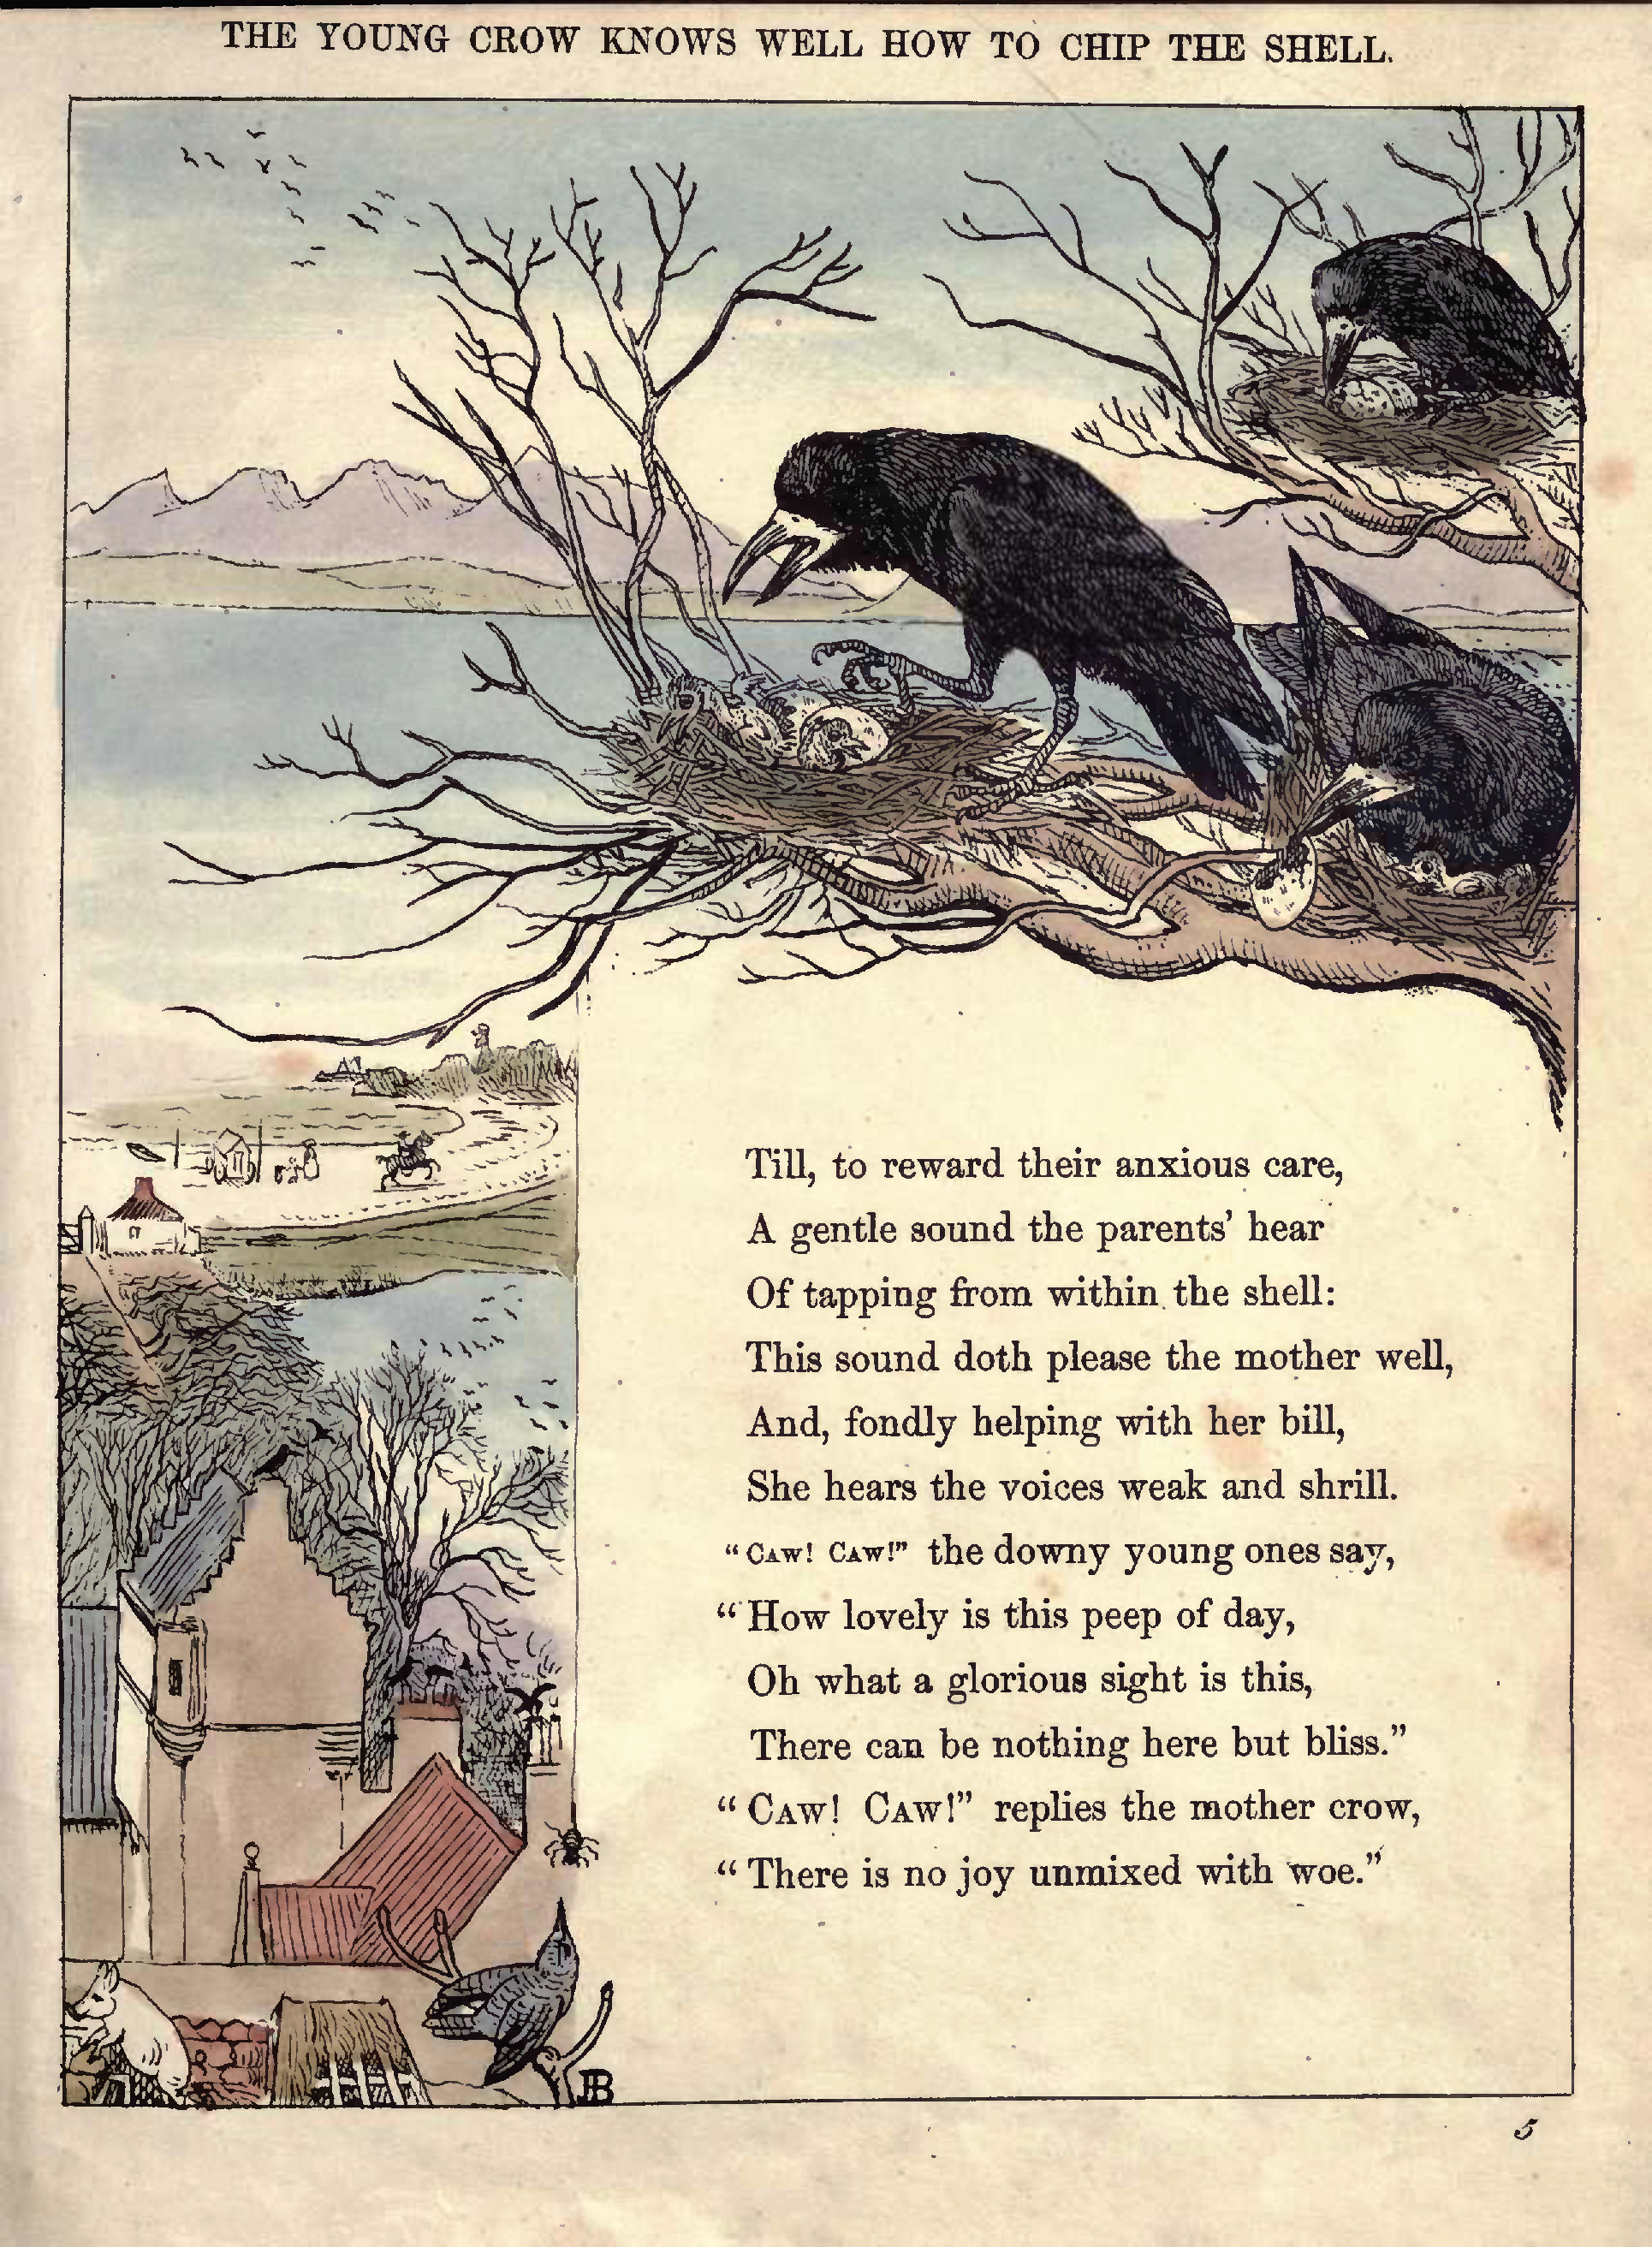 THE YOUNG CROW KNOWS WELL HOW TO CHIP THE SHELL.
Till, to reward their anxious care,
A gentle sound the parents' hear
Of tapping from within the shell:
This sound doth please the mother well,
And, fondly helping with her bill,
She hears the voices weak and shrill.
"CAW! CAW!" the downy young ones say,
"How lovely is this peep of day,
Oh what a glorious sight is this,
There can be nothing here but bliss."
"CAW! CAW!" replies the mother crow,
"There is no joy unmixed with woe."
JB
5